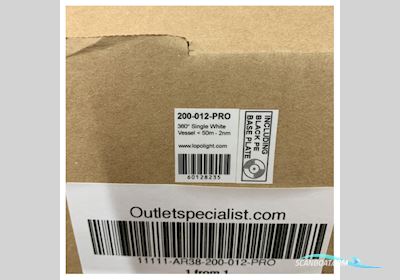 200-012-PRO
360° Single White
Vessel < 50m - 2nm
www.lopolight.com
60128235
INCLUDING
BLACK PE
BASE PLATE
Outletspecialist.com
11111-AR38-200-012-PRO
1 from 1
SCANBOAT.COM